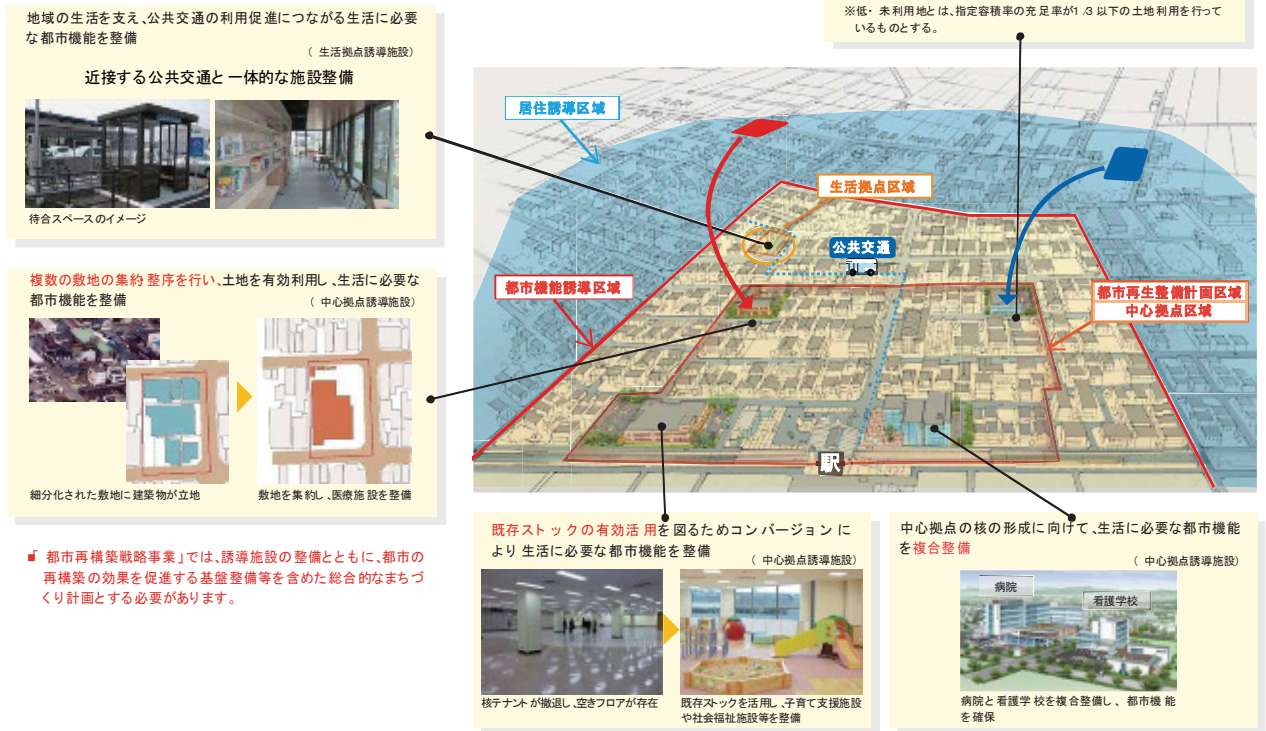 地域の生活を支え、公共交通の利用促進につながる生活に必要
な都市機能を整備
（ 生活拠点誘導施設）
近接する公共交通と一体的な施設整備
待合スペースのイメージ
※低・未利用地とは、指定容積率の充足率が1/3以下の土地利用を行って
いるものとする。
居住誘導区域
生活拠点区域
公共交通
都市機能誘導区域
都市再生整備計画区域
中心拠点区域
駅
複数の敷地の集約整序を行い、土地を有効利用し、生活に必要な
都市機能を整備
（ 中心拠点誘導施設）
細分化された敷地に建築物が立地
敷地を集約し、医療施設を整備
■「都市再構築戦略事業」では、誘導施設の整備とともに、都市の
再構築の効果を促進する基盤整備等を含めた総合的なまちづ
くり計画とする必要があります。
既存ストックの有効活用を図るためコンバージョンに
より生活に必要な都市機能を整備
（ 中心拠点誘導施設）
核テナントが撤退し、空きフロアが存在
既存ストックを活用し、子育て支援施設
や社会福祉施設等を整備
中心拠点の核の形成に向けて、生活に必要な都市機能
を複合整備
（ 中心拠点誘導施設）
病院
看護学校
病院と看護学校を複合整備し、都市機能
を確保